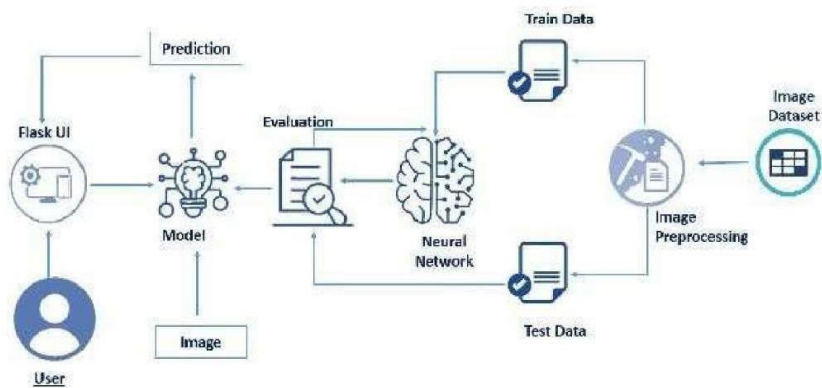 Train Data
Prediction
Image
Dataset
Flask UI
Evaluation
Model
Neural
Network
Image
Preprocessing
Image
Test Data
User